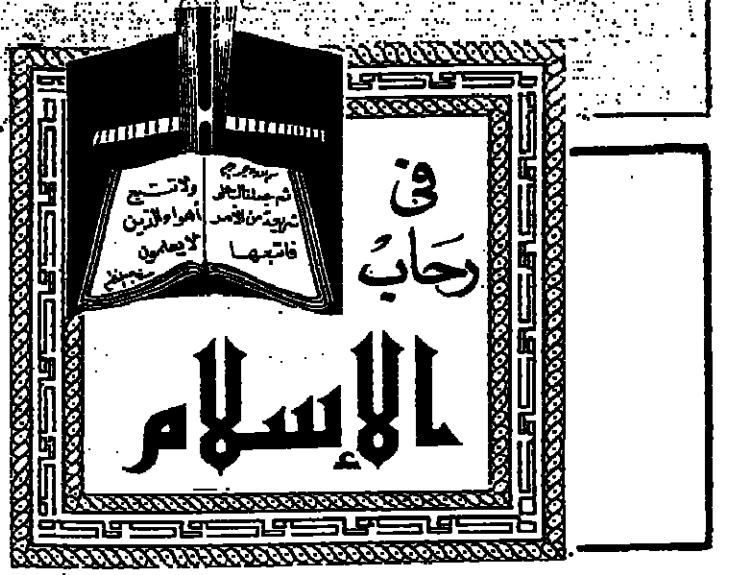 ثم جعلناك على
شريعة من الأمر
فاتبعها
ولا تتبع
أهواء الذين
لا يعلمون
في
رحاب
الإسلام